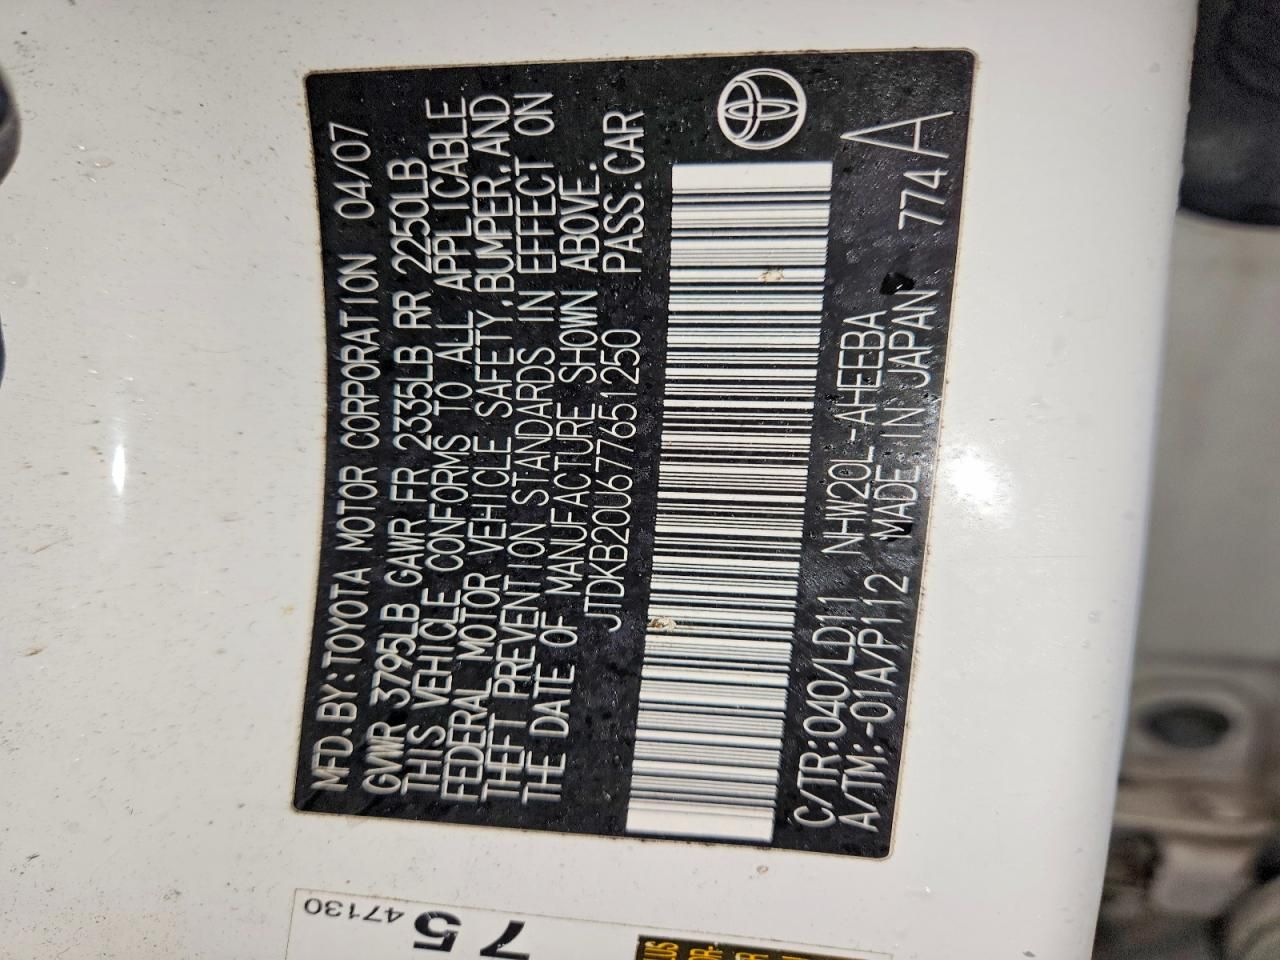 MFD.BY:TOYOTA MOTOR CORPORATION 04/07
GVWR 3795LB GAWR FR 2335LB RR 2250LB
THIS VEHICLE CONFORMS TO ALL APPLICABLE
FEDERAL MOTOR VEHICLE SAFETY,BUMPER,AND
THEFT PREVENTION STANDARDS IN EFFECT ON
THE DATE OF MANUFACTURE SHOWN ABOVE.
JTDKB20U677651250 PASS.CAR
C/TR:040/LD11 NHW20L-AHEEBA
A/TM:-01A/P112 MADE IN JAPAN 774A
75
47130